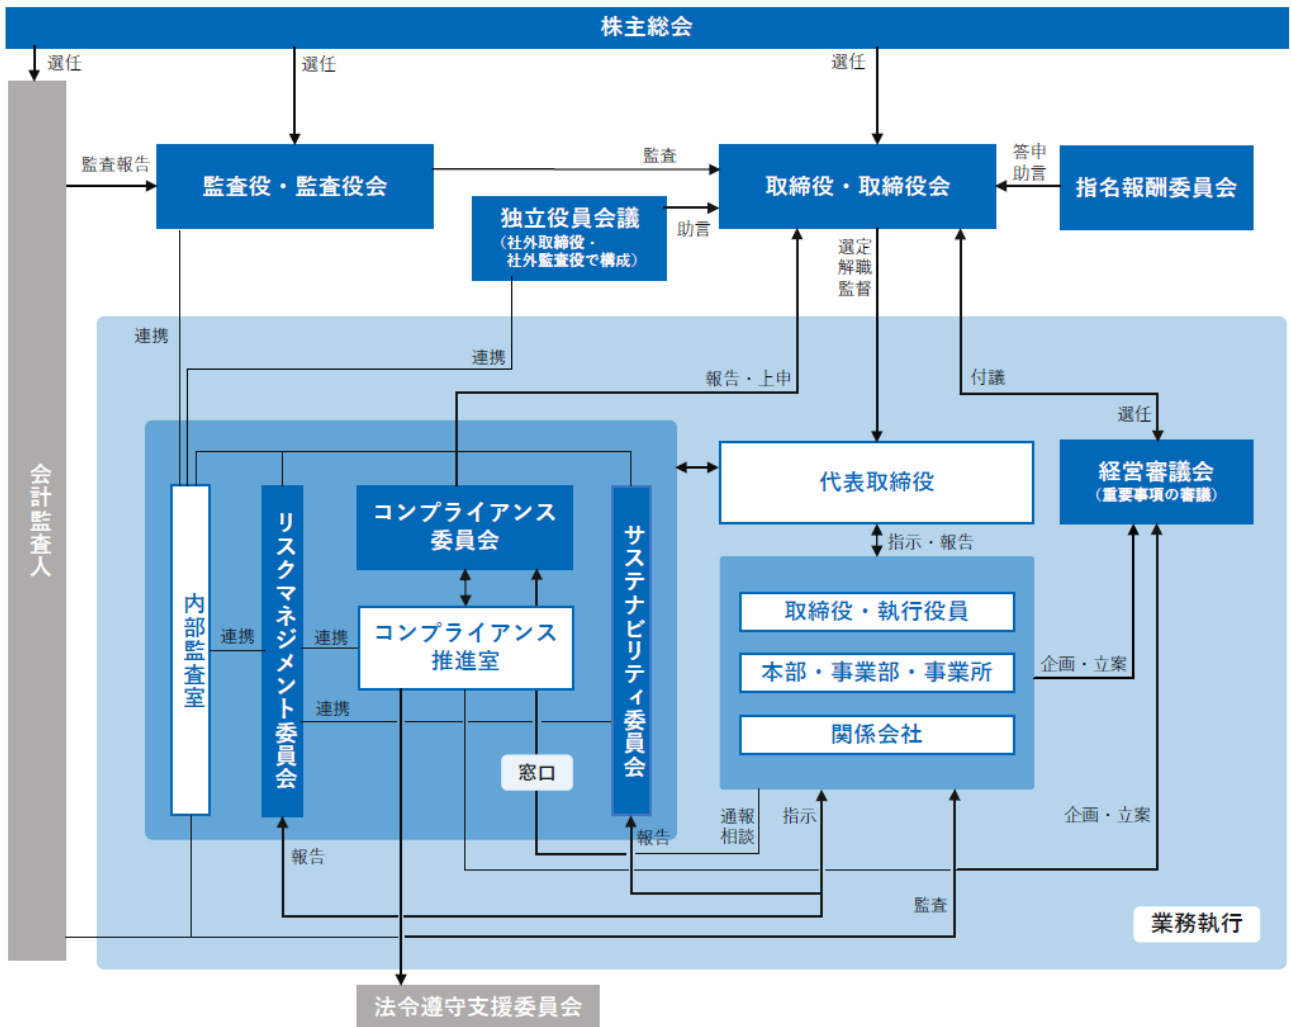 株主総会
選任
選任
選任
監査報告
監査役・監査役会
監査
取締役・取締役会
答申
助言
指名報酬委員会
独立役員会議
（社外取締役・
社外監査役で構成）
助言
選定
解職
監督
連携
連携
報告・上申
付議
選任
会計監査人
代表取締役
経営審議会
（重要事項の審議）
指示・報告
内部監査室
リスクマネジメント委員会
コンプライアンス
委員会
サステナビリティ委員会
コンプライアンス
推進室
連携
連携
連携
窓口
取締役・執行役員
本部・事業部・事業所
関係会社
企画・立案
通報
相談
指示
企画・立案
報告
報告
監査
業務執行
法令遵守支援委員会